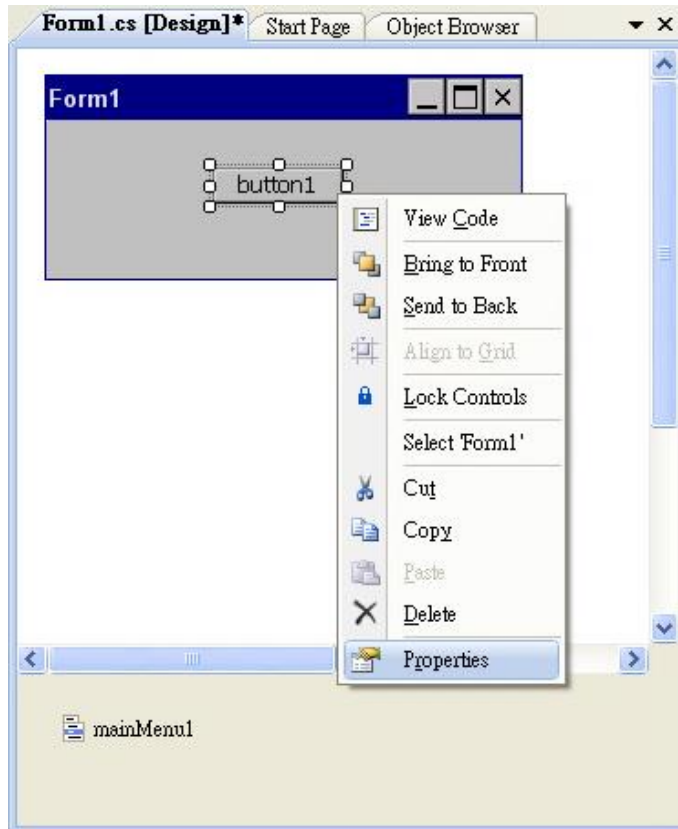 Form1.cs [Design]* Start Page Object Browser
Form1
button1
View Code
Bring to Front
Send to Back
Align to Grid
Lock Controls
Select 'Form1'
Cut
Copy
Paste
Delete
Properties
mainMenu1